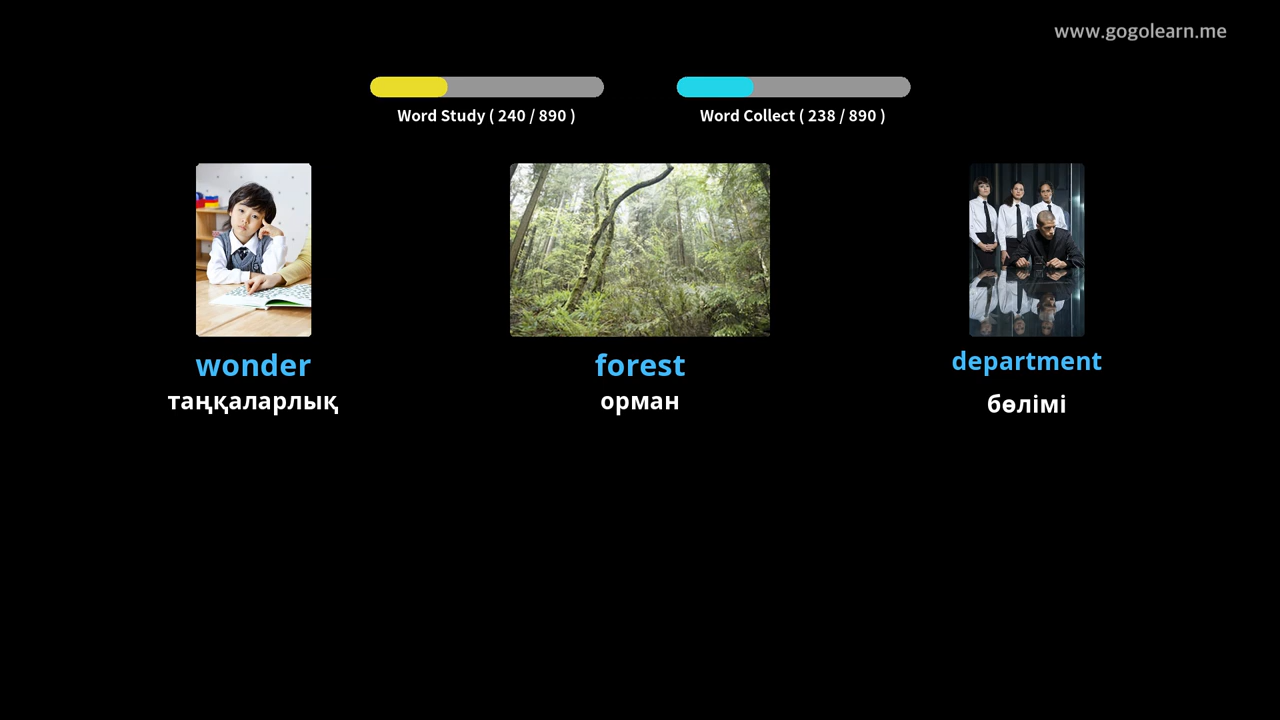 www.gogolearn.me
Word Study ( 240 / 890 )
Word Collect ( 238 / 890 )
wonder
таңқаларлық
forest
орман
department
бөлімі